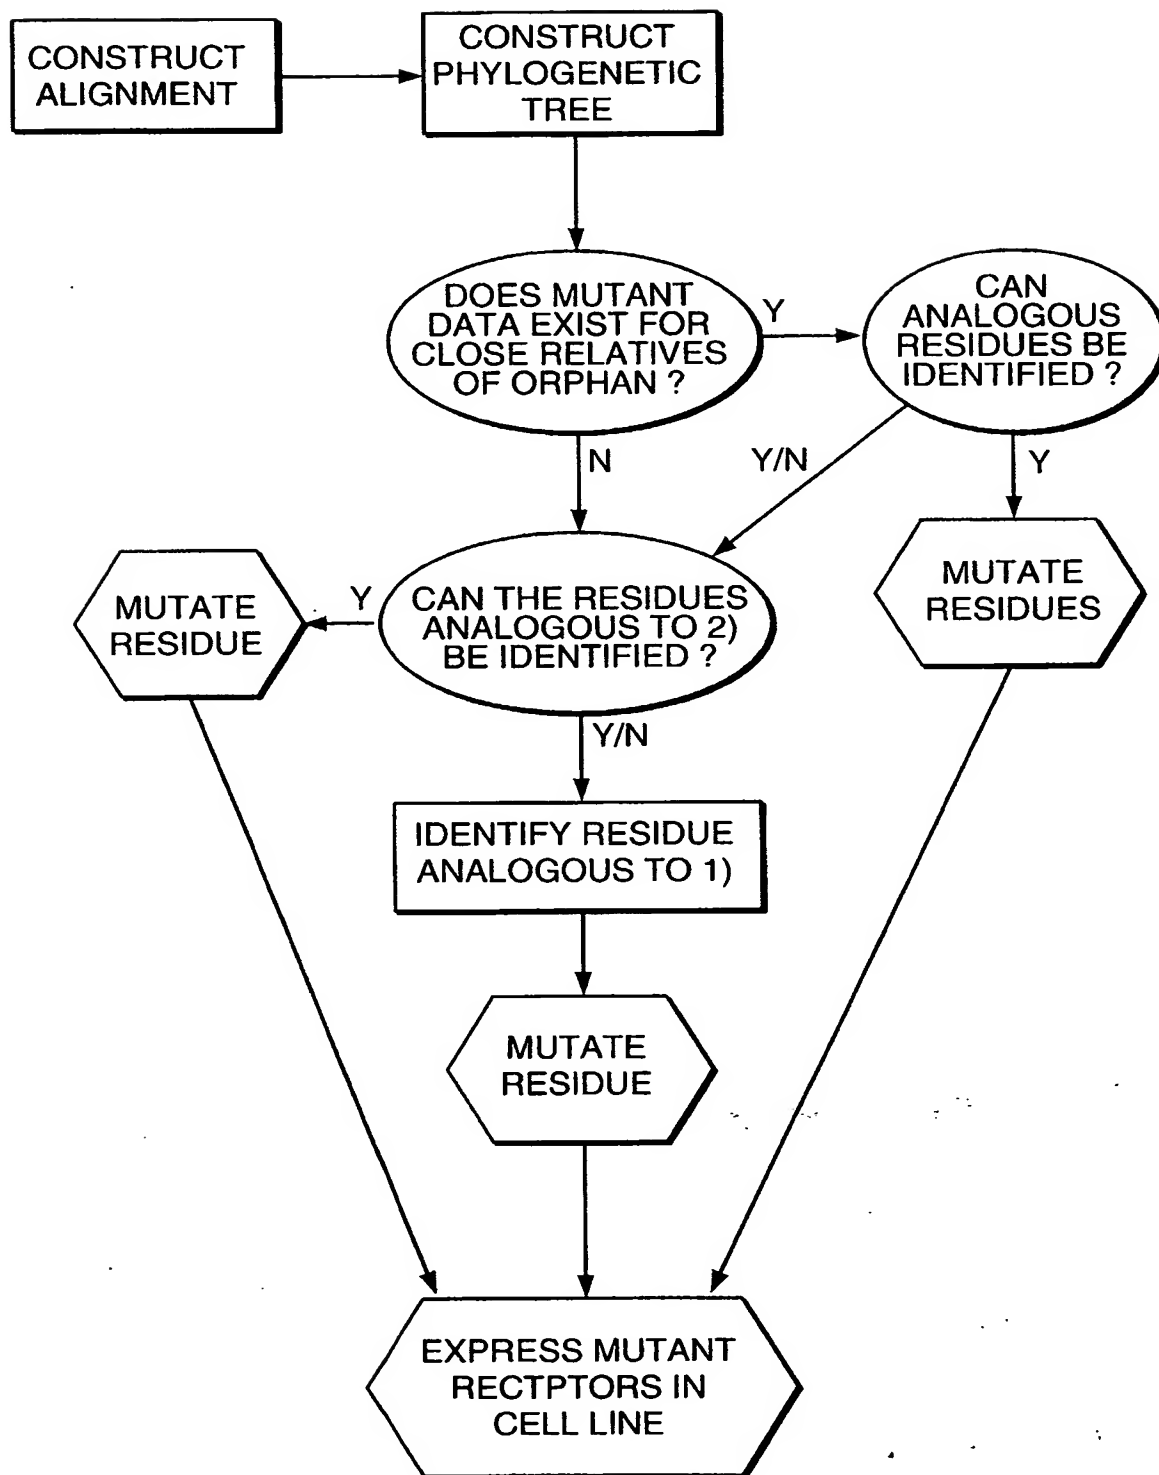 CONSTRUCT
ALIGNMENT
CONSTRUCT
PHYLOGENETIC
TREE
DOES MUTANT
DATA EXIST FOR
CLOSE RELATIVES
OF ORPHAN ?
Y
CAN
ANALOGOUS
RESIDUES BE
IDENTIFIED ?
N
Y/N
Y
MUTATE
RESIDUE
Y
CAN THE RESIDUES
ANALOGOUS TO 2)
BE IDENTIFIED ?
MUTATE
RESIDUES
Y/N
IDENTIFY RESIDUE
ANALOGOUS TO 1)
MUTATE
RESIDUE
EXPRESS MUTANT
RECTPTORS IN
CELL LINE